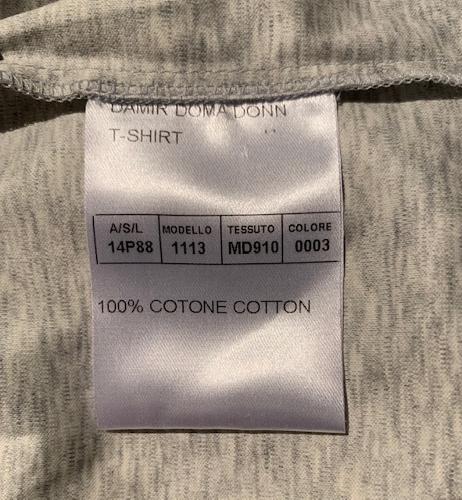 DAMIR DOMA DONN
T-SHIRT
A/S/L MODELLO TESSUTO COLORE
14P88 1113 MD910 0003
100% COTONE COTTON